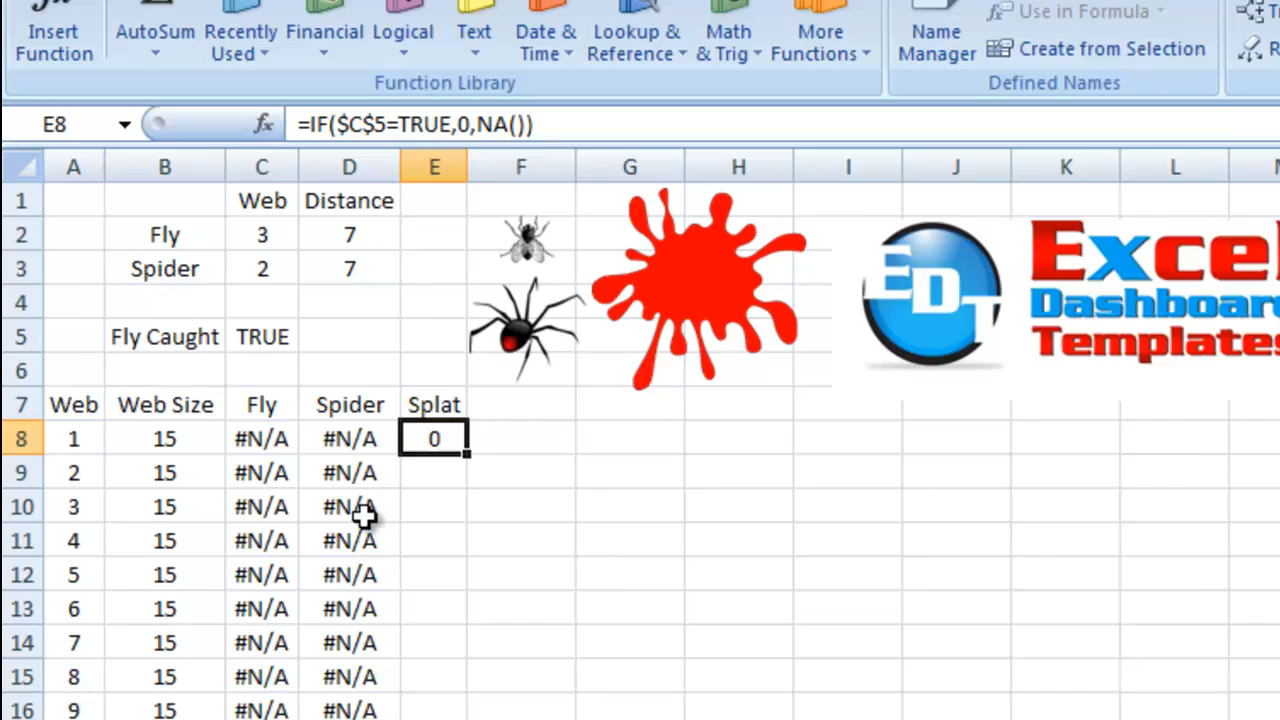 Insert Function
AutoSum
Recently Used
Financial
Logical
Text
Date & Time
Lookup & Reference
Math & Trig
More Functions
Name Manager
Use in Formula
Create from Selection
Function Library
Defined Names
E8 fx =IF($C$5=TRUE,0,NA())
A B C D E F G H I J K L
1 Web Distance
2 Fly 3 7
3 Spider 2 7
4
5 Fly Caught TRUE
6
7 Web Web Size Fly Spider Splat
8 1 15 #N/A #N/A 0
9 2 15 #N/A #N/A
10 3 15 #N/A #N/A
11 4 15 #N/A #N/A
12 5 15 #N/A #N/A
13 6 15 #N/A #N/A
14 7 15 #N/A #N/A
15 8 15 #N/A #N/A
16 9 15 #N/A #N/A
EDT
Excel
Dashboar
Templates